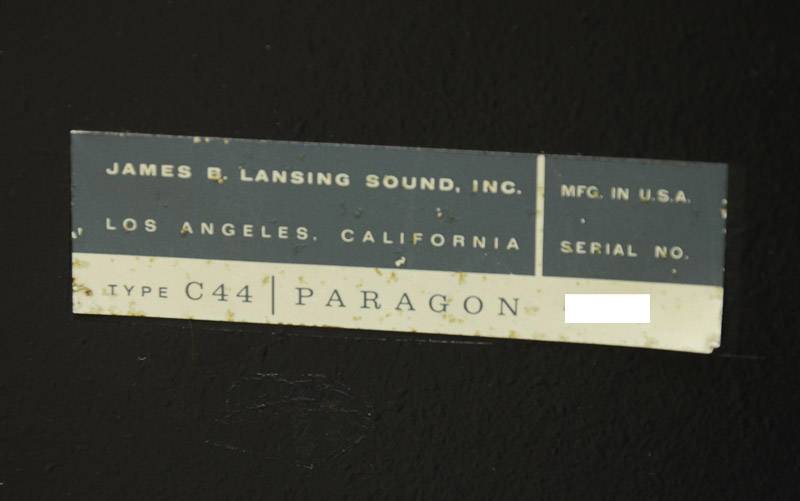 JAMES B. LANSING SOUND, INC.
LOS ANGELES, CALIFORNIA
TYPE C44 | PARAGON
MFG. IN U.S.A.
SERIAL NO.